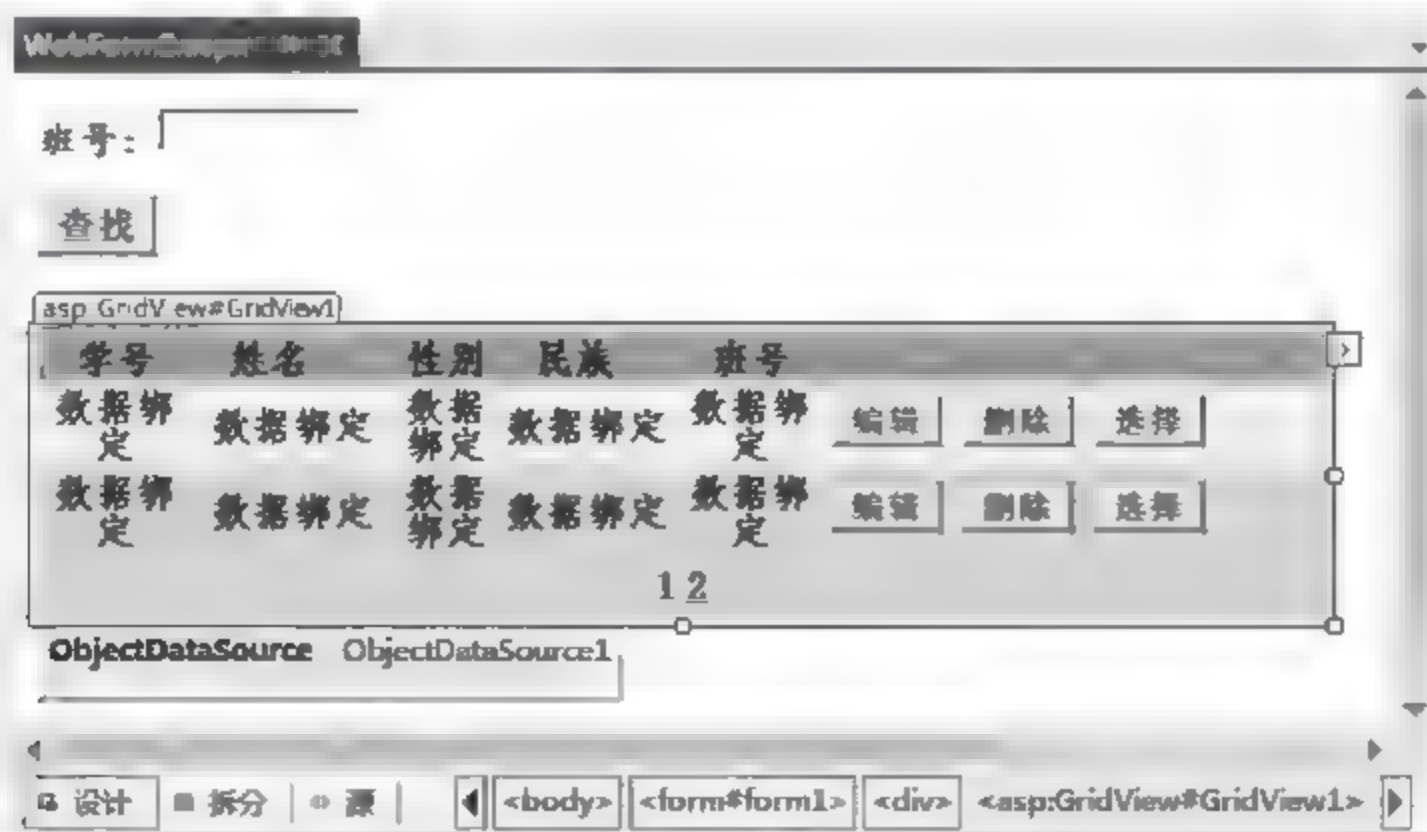 班号:
查找
asp GridView#GridView1
学号 姓名 性别 民族 班号
数据绑 数据绑定 数据 数据绑定 数据绑 编辑 删除 选择
定 绑定 定
数据绑 数据绑定 数据 数据绑定 数据绑 编辑 删除 选择
定 绑定 定
1 2
ObjectDataSource ObjectDataSource1
设计 拆分 源 <body> <form#form1> <div> <asp:GridView#GridView1>